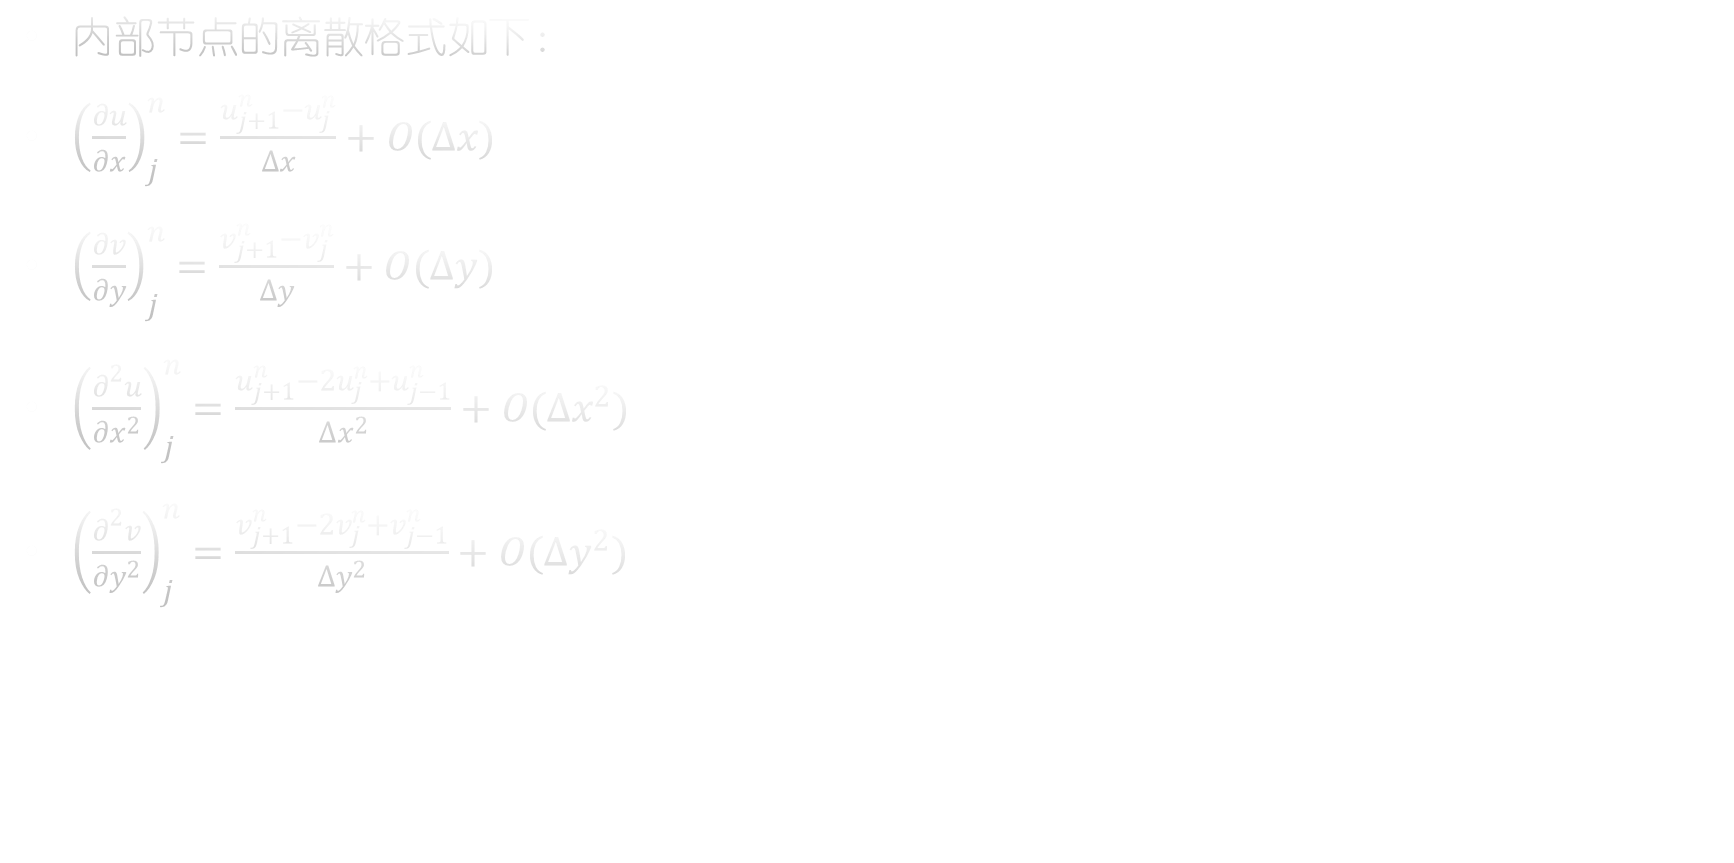 内部节点的离散格式如下：
(∂u/∂x)_j^n = (u_{j+1}^n − u_j^n)/Δx + O(Δx)
(∂v/∂y)_j^n = (v_{j+1}^n − v_j^n)/Δy + O(Δy)
(∂²u/∂x²)_j^n = (u_{j+1}^n − 2u_j^n + u_{j−1}^n)/Δx² + O(Δx²)
(∂²v/∂y²)_j^n = (v_{j+1}^n − 2v_j^n + v_{j−1}^n)/Δy² + O(Δy²)